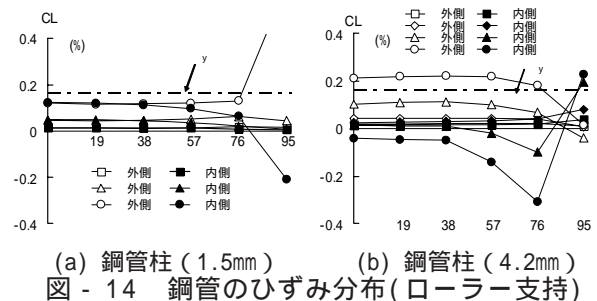 CL
(%)
y
0.4
0.2
0
-0.2
-0.4
19 38 57 76 95
外側 内側
外側 内側
外側 内側
(a) 鋼管柱（1.5㎜）
CL
外側 内側
外側 内側
外側 内側
外側 内側
(%)
y
0.4
0.2
0
-0.2
-0.4
19 38 57 76 95
(b) 鋼管柱（4.2㎜）
図 - 14 鋼管のひずみ分布(ローラー支持)